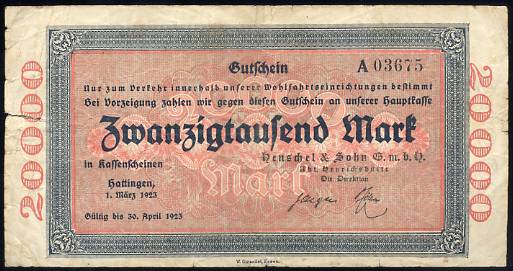 20000
Gutschein A 03675
Nur zum Verkehr innerhalb unserer Wohlfahrtseinrichtungen bestimmt
Bei Vorzeigung zahlen wir gegen diesen Gutschein an unserer Hauptkasse
Zwanzigtausend Mark
in Kassenscheinen
Hattingen,
1. März 1923
Gültig bis 30. April 1923
Henschel & Sohn G.m.b.H.
Abt. Henrichshütte
Die Direktion
Mark
20000